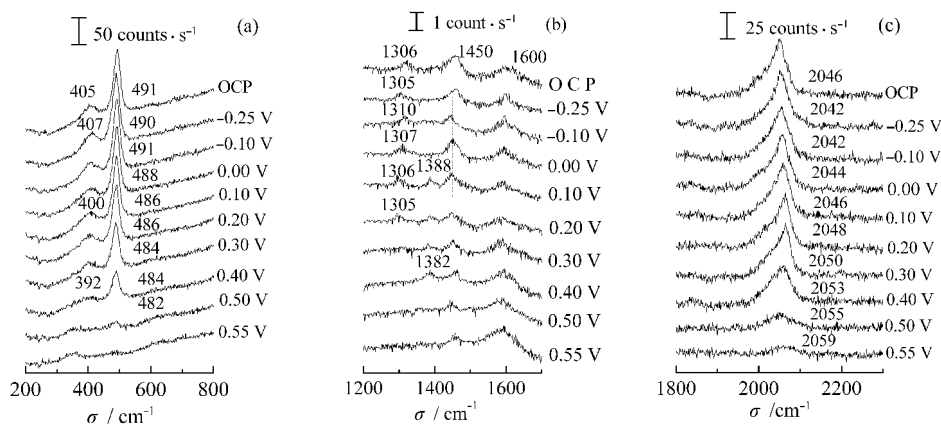 50 counts · s⁻¹ (a)
405 491 OCP
407 490 −0.25 V
491 −0.10 V
488 0.00 V
400 486 0.10 V
486 0.20 V
484 0.30 V
392 484 0.40 V
482 0.50 V
0.55 V
200 400 600 800
σ / cm⁻¹
1 count · s⁻¹ (b)
1306 1450 1600
O C P
1305 −0.25 V
1310 −0.10 V
1307 0.00 V
1306 1388 0.10 V
1305 0.20 V
0.30 V
1382 0.40 V
0.50 V
0.55 V
1200 1400 1600
σ / cm⁻¹
25 counts · s⁻¹ (c)
2046 OCP
2042 −0.25 V
2042 −0.10 V
2044 0.00 V
2046 0.10 V
2048 0.20 V
2050 0.30 V
2053 0.40 V
2055 0.50 V
2059 0.55 V
1800 2000 2200
σ / cm⁻¹